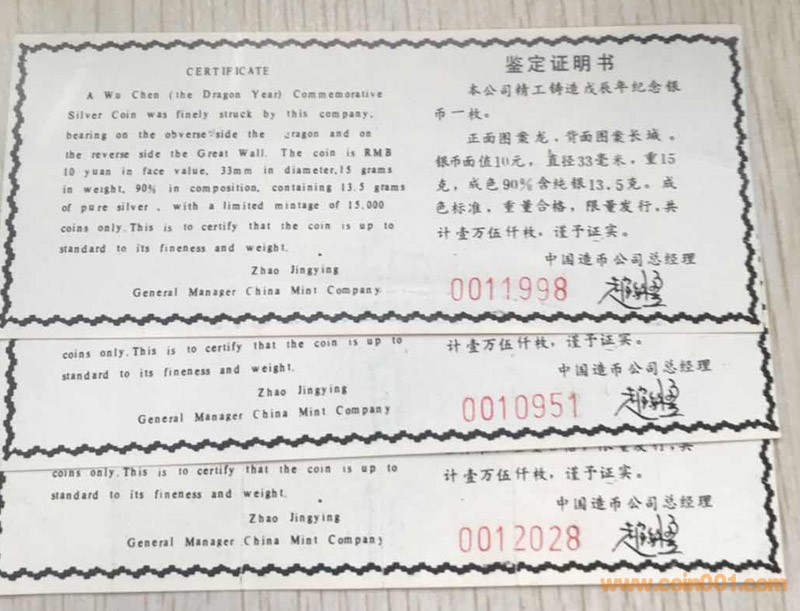 CERTIFICATE
A Wu Chen (the Dragon Year) Commemorative
Silver Coin was finely struck by this company,
bearing on the obverse side the ragon and on
the reverse side the Great Wall. The coin is RMB
10 yuan in face value, 33mm in diameter,15 grams
in weight, 90% in composition, containing 13.5 grams
of pure silver , with a limited mintage of 15.000
coins only.This is to certify that the coin is up to
standard to its fineness and weight.
Zhao Jingying
General Manager China Mint Company
鉴定证明书
本公司精工铸造戊辰年纪念银
币一枚。
正面图案龙、背面图案长城。
银币面值10元，直径33毫米，重15
克，成色90%含纯银13.5克。成
色标准，重量合格，限量发行，共
计壹万伍仟枚，谨予证实。
中国造币公司总经理
0011998
coins only.This is to certify that the coin is up to
standard to its fineness and weight.
Zhao Jingying
General Manager China Mint Company
计壹万伍仟枚，谨予证实。
中国造币公司总经理
0010951
coins only.This is to certify that the coin is up to
standard to its fineness and weight.
Zhao Jingying
General Manager China Mint Company
计壹万伍仟枚，谨予证实。
中国造币公司总经理
0012028
www.coin001.com